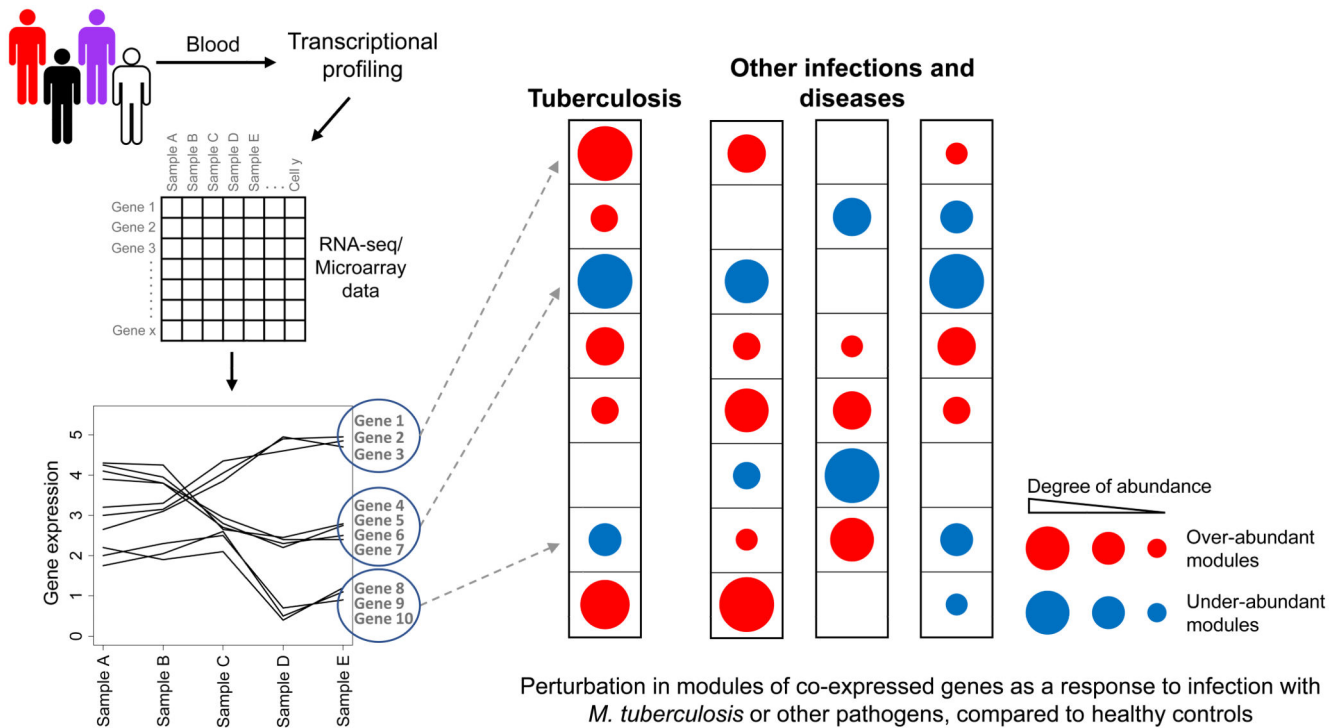 Blood
Transcriptional
profiling
Sample A
Sample B
Sample C
Sample D
Sample E
. . .
Cell y
Gene 1
Gene 2
Gene 3
Gene x
RNA-seq/
Microarray
data
Gene expression
5
4
3
2
1
0
Sample A
Sample B
Sample C
Sample D
Sample E
Gene 1
Gene 2
Gene 3
Gene 4
Gene 5
Gene 6
Gene 7
Gene 8
Gene 9
Gene 10
Tuberculosis
Other infections and
diseases
Degree of abundance
Over-abundant
modules
Under-abundant
modules
Perturbation in modules of co-expressed genes as a response to infection with
M. tuberculosis or other pathogens, compared to healthy controls